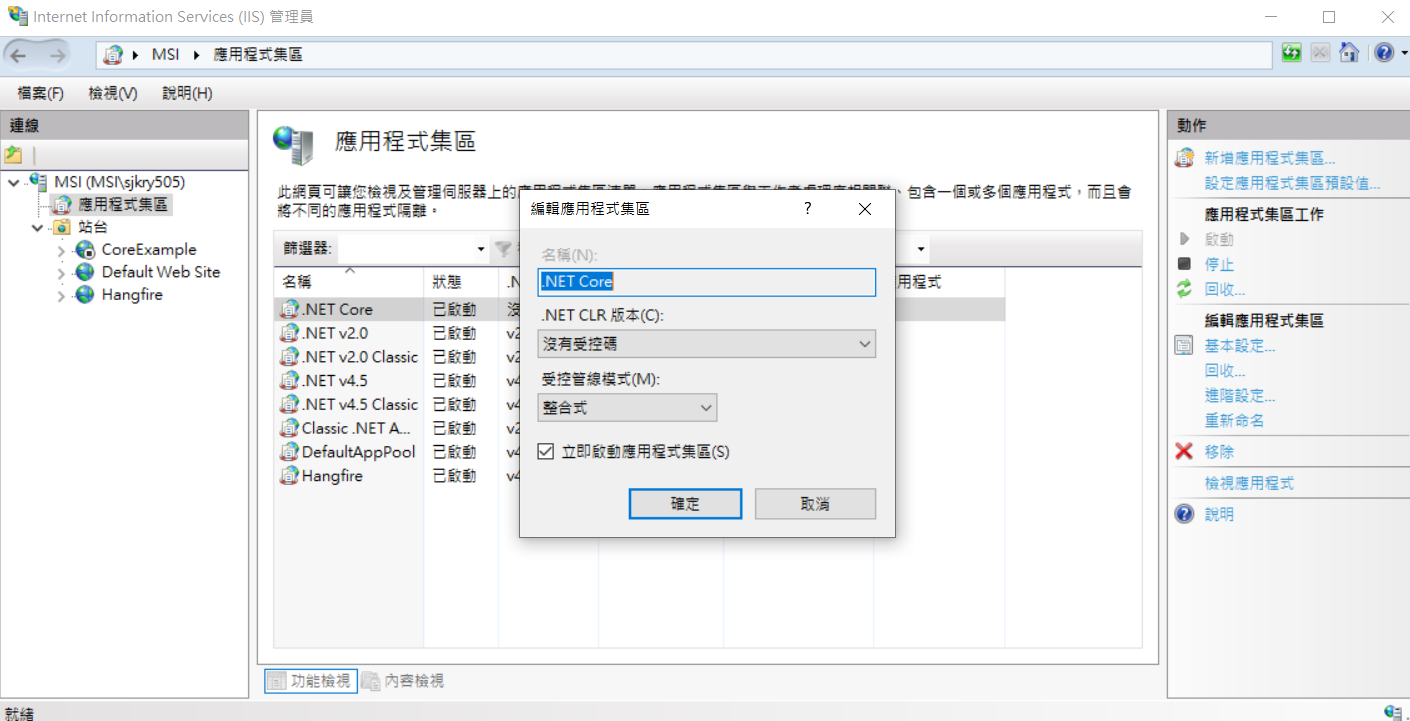 Internet Information Services (IIS) 管理員
MSI
應用程式集區
檔案(F) 檢視(V) 說明(H)
連線
MSI (MSI\sjkry505)
應用程式集區
站台
CoreExample
Default Web Site
Hangfire
應用程式集區
此網頁可讓您檢視及管理伺服器上的
包含一個或多個應用程式，而且會
將不同的應用程式隔離。
篩選器:
名稱 狀態 .N 用程式
.NET Core 已啟動 沒
.NET v2.0 已啟動 v2
.NET v2.0 Classic 已啟動 v2
.NET v4.5 已啟動 v4
.NET v4.5 Classic 已啟動 v4
Classic .NET A... 已啟動 v2
DefaultAppPool 已啟動 v4
Hangfire 已啟動 v4
編輯應用程式集區 ?
名稱(N):
.NET Core
.NET CLR 版本(C):
沒有受控碼
受控管線模式(M):
整合式
立即啟動應用程式集區(S)
確定 取消
功能檢視 內容檢視
動作
新增應用程式集區...
設定應用程式集區預設值...
應用程式集區工作
啟動
停止
回收...
編輯應用程式集區
基本設定...
回收...
進階設定...
重新命名
移除
檢視應用程式
說明
就緒